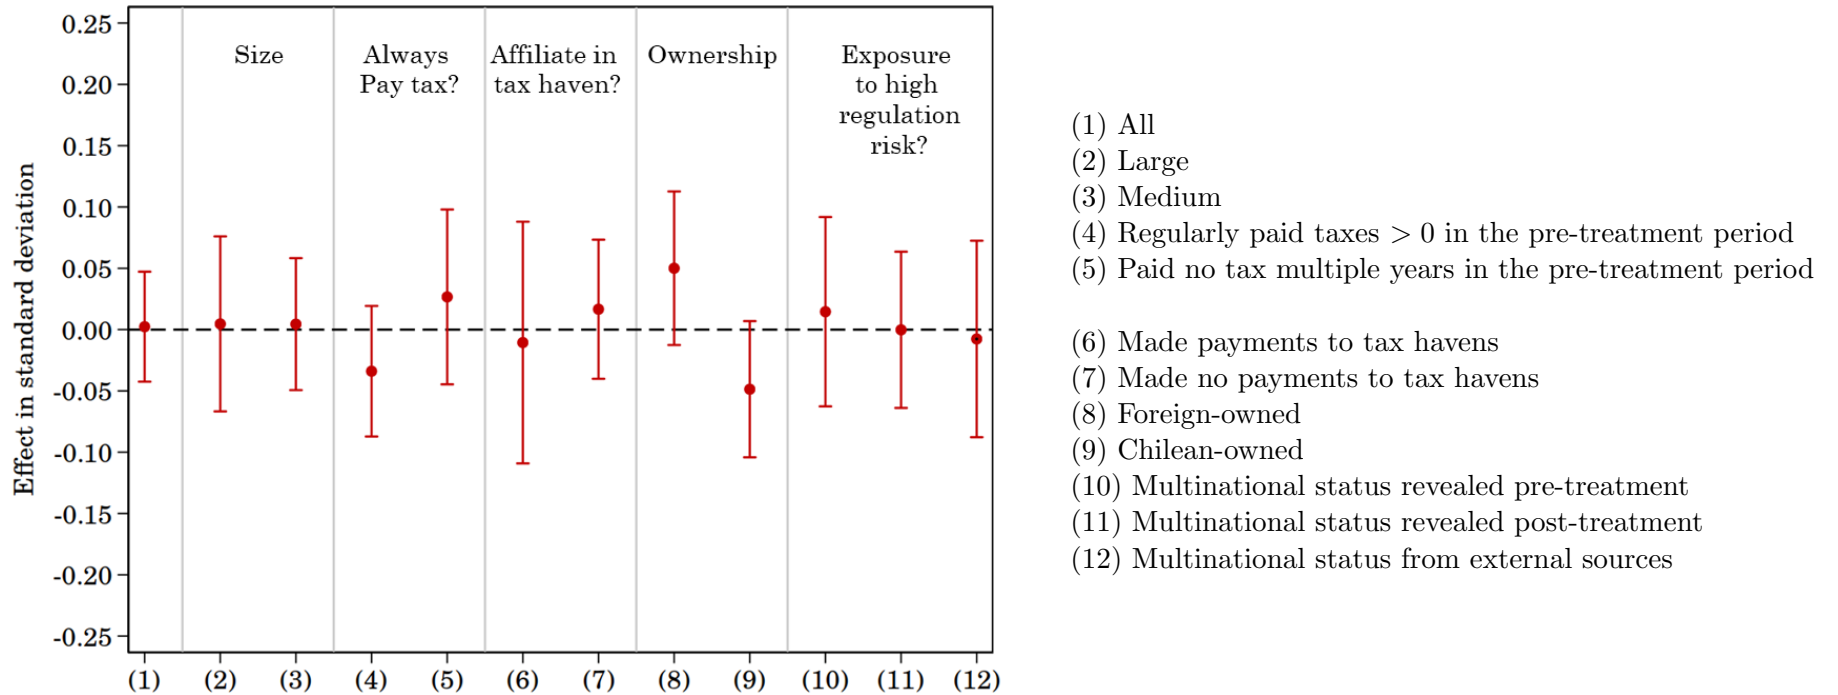 Effect in standard deviation
0.25
0.20
0.15
0.10
0.05
0.00
-0.05
-0.10
-0.15
-0.20
-0.25
Size
Always
Pay tax?
Affiliate in
tax haven?
Ownership
Exposure
to high
regulation
risk?
(1) (2) (3) (4) (5) (6) (7) (8) (9) (10) (11) (12)
(1) All
(2) Large
(3) Medium
(4) Regularly paid taxes > 0 in the pre-treatment period
(5) Paid no tax multiple years in the pre-treatment period
(6) Made payments to tax havens
(7) Made no payments to tax havens
(8) Foreign-owned
(9) Chilean-owned
(10) Multinational status revealed pre-treatment
(11) Multinational status revealed post-treatment
(12) Multinational status from external sources